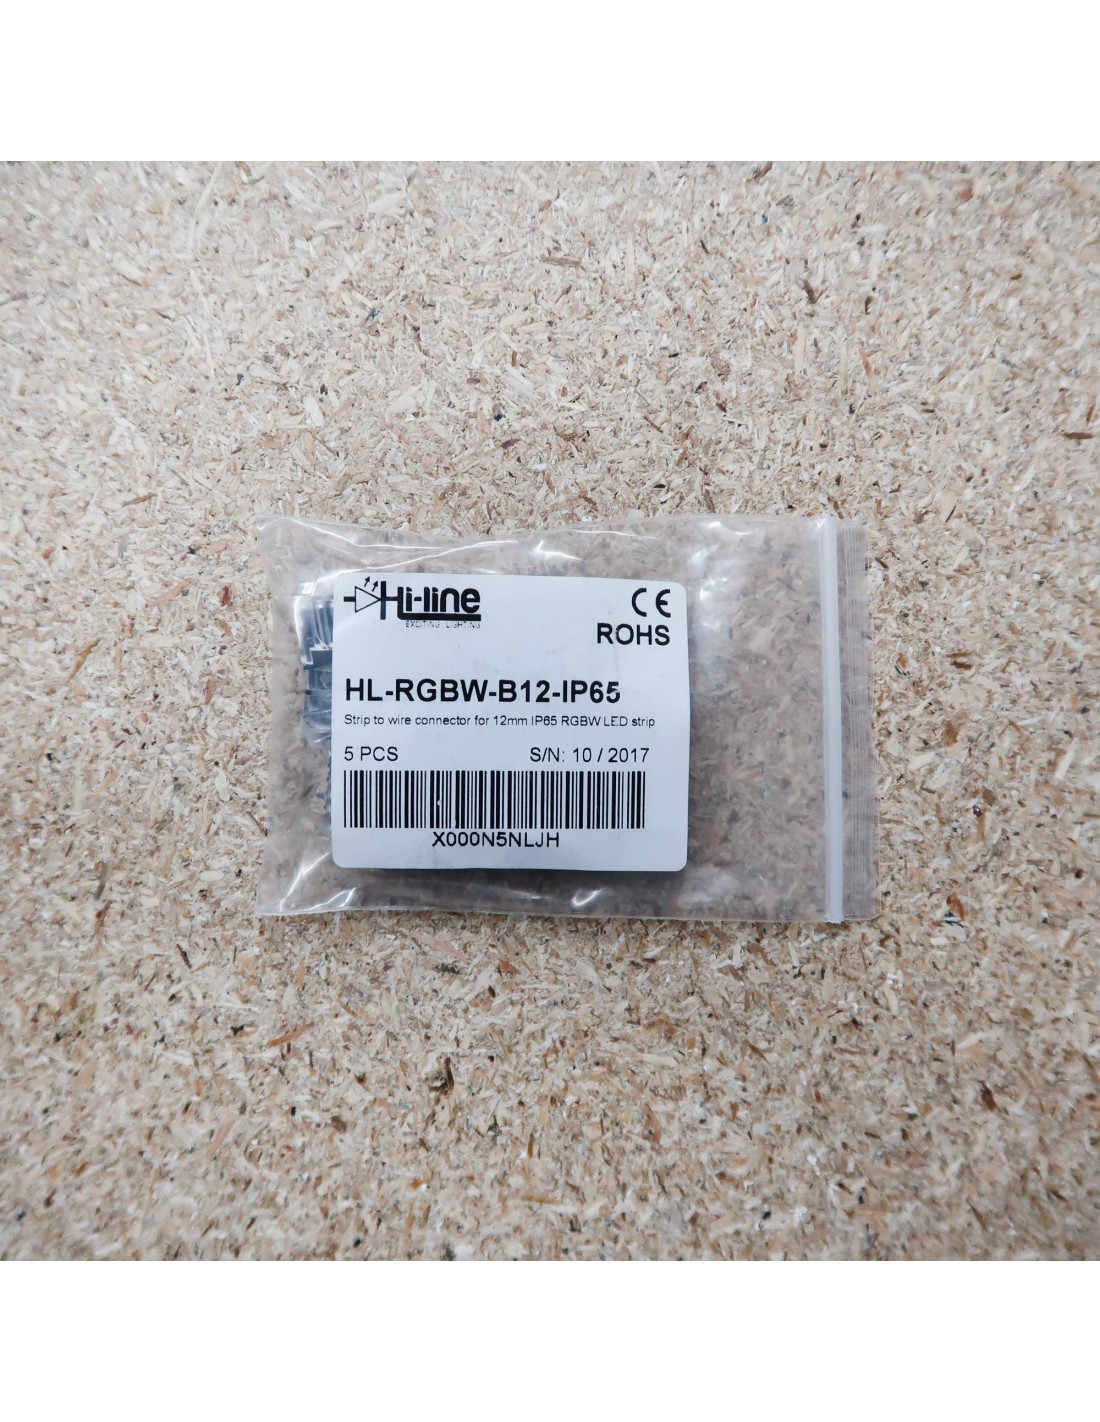 Hi-line
EXCITING LIGHTING
CE
ROHS
HL-RGBW-B12-IP65
Strip to wire connector for 12mm IP65 RGBW LED strip
5 PCS S/N: 10 / 2017
X000N5NLJH